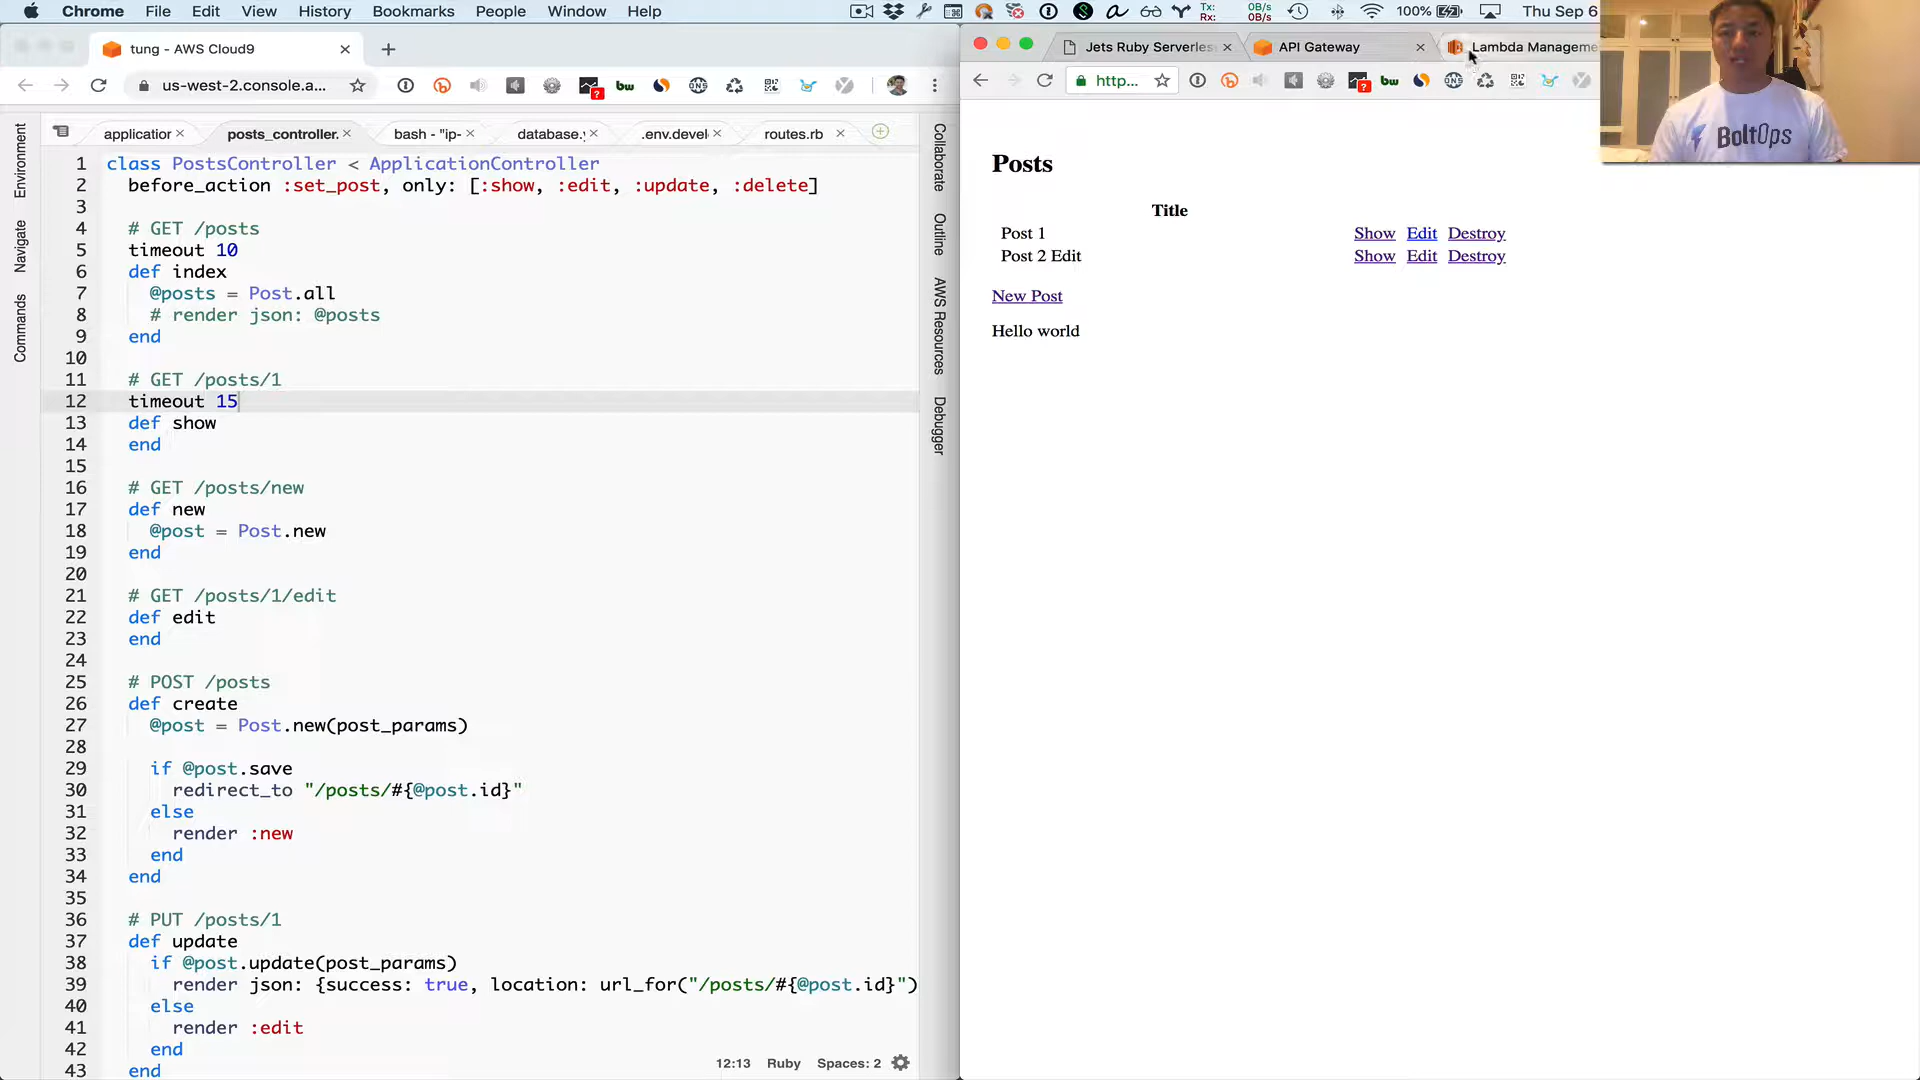 Chrome File Edit View History Bookmarks People Window Help
Tx: Rx: 0B/s 0B/s 100% Thu Sep 6
tung - AWS Cloud9
us-west-2.console.a...
bw
application posts_controller. bash - "ip- database.y .env.devel routes.rb
Environment
Navigate
Commands
1 class PostsController < ApplicationController
2 before_action :set_post, only: [:show, :edit, :update, :delete]
3
4 # GET /posts
5 timeout 10
6 def index
7 @posts = Post.all
8 # render json: @posts
9 end
10
11 # GET /posts/1
12 timeout 15
13 def show
14 end
15
16 # GET /posts/new
17 def new
18 @post = Post.new
19 end
20
21 # GET /posts/1/edit
22 def edit
23 end
24
25 # POST /posts
26 def create
27 @post = Post.new(post_params)
28
29 if @post.save
30 redirect_to "/posts/#{@post.id}"
31 else
32 render :new
33 end
34 end
35
36 # PUT /posts/1
37 def update
38 if @post.update(post_params)
39 render json: {success: true, location: url_for("/posts/#{@post.id}")
40 else
41 render :edit
42 end
43 end
12:13 Ruby Spaces: 2
Collaborate
Outline
AWS Resources
Debugger
Jets Ruby Serverless API Gateway Lambda Manageme
http...
bw
Posts
Title
Post 1 Show Edit Destroy
Post 2 Edit Show Edit Destroy
New Post
Hello world
BoltOps